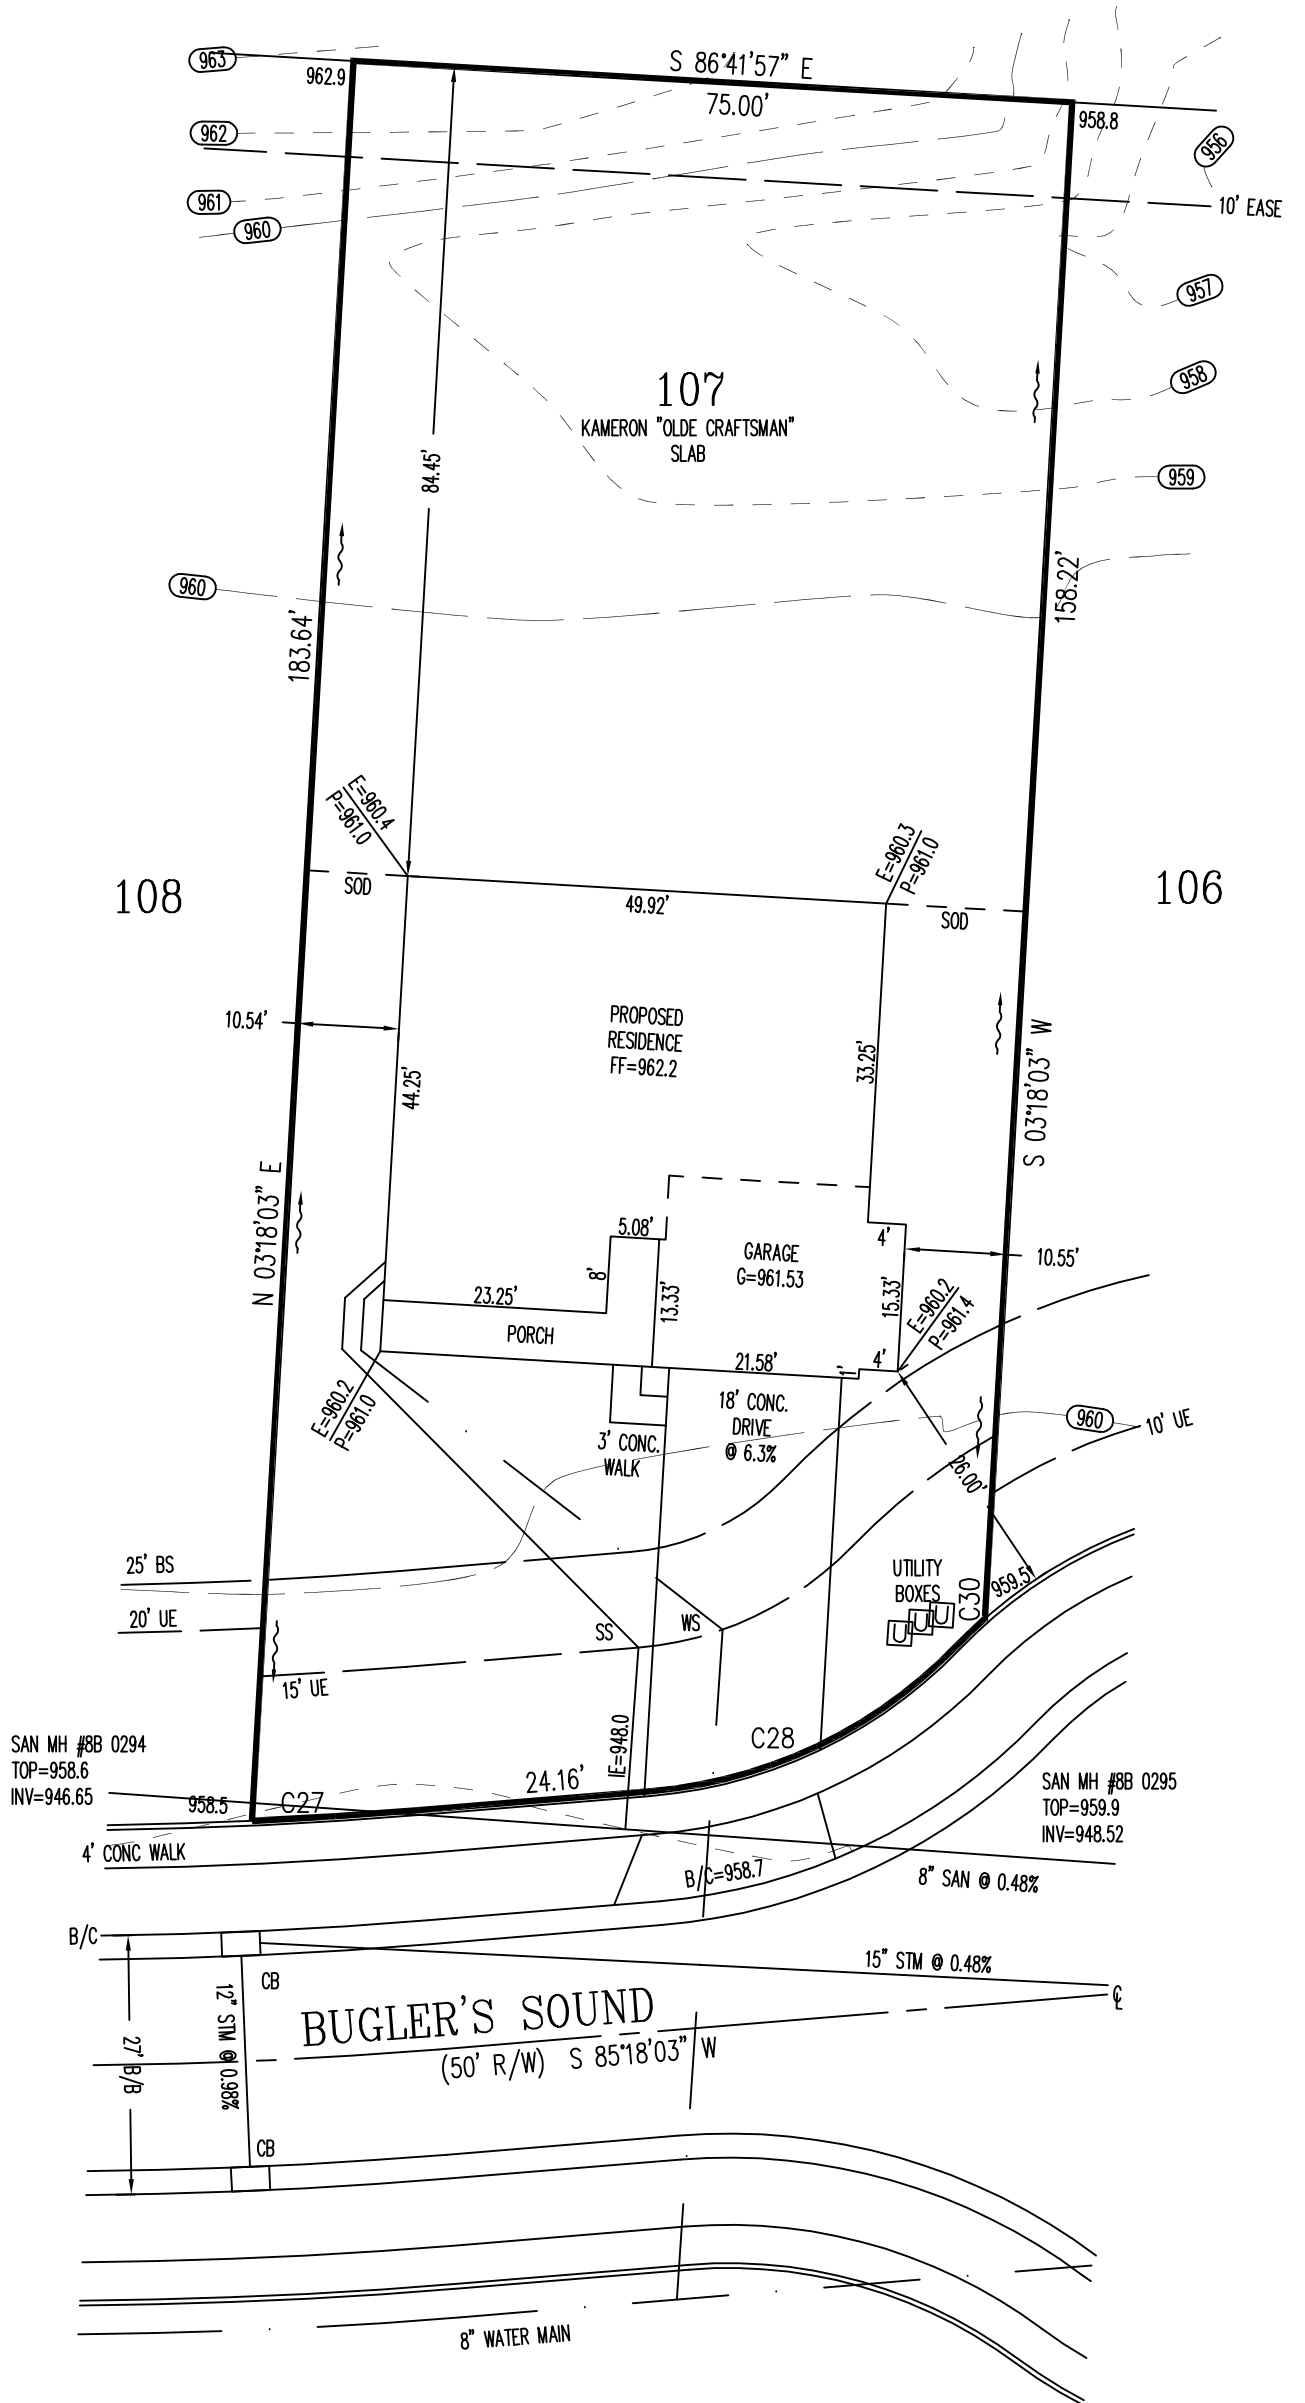 963
962.9
S 86°41'57" E
75.00'
958.8
962
956
961
960
10' EASE
957
107
KAMERON "OLDE CRAFTSMAN"
SLAB
958
84.45'
959
960
183.64'
158.22'
E=960.4
P=961.0
E=960.3
P=961.0
108
SOD
49.92'
SOD
106
10.54'
PROPOSED
RESIDENCE
FF=962.2
44.25'
33.25'
S 03°18'03" W
N 03°18'03" E
5.08'
8'
13.33'
GARAGE
G=961.53
4'
15.33'
10.55'
23.25'
PORCH
E=960.2
P=961.4
21.58'
1'
4'
E=960.2
P=961.0
18' CONC.
DRIVE
@ 6.3%
3' CONC.
WALK
960
10' UE
26.00'
25' BS
20' UE
15' UE
SS
WS
UTILITY
BOXES
U
U
U
C30
959.5
IE=948.0
C28
SAN MH #8B 0294
TOP=958.6
INV=946.65
958.5
C27
24.16'
SAN MH #8B 0295
TOP=959.9
INV=948.52
4' CONC WALK
B/C=958.7
8" SAN @ 0.48%
B/C
CB
15" STM @ 0.48%
12" STM @ 0.98%
27' B/B
BUGLER'S SOUND
(50' R/W) S 85°18'03" W
℄
CB
8" WATER MAIN